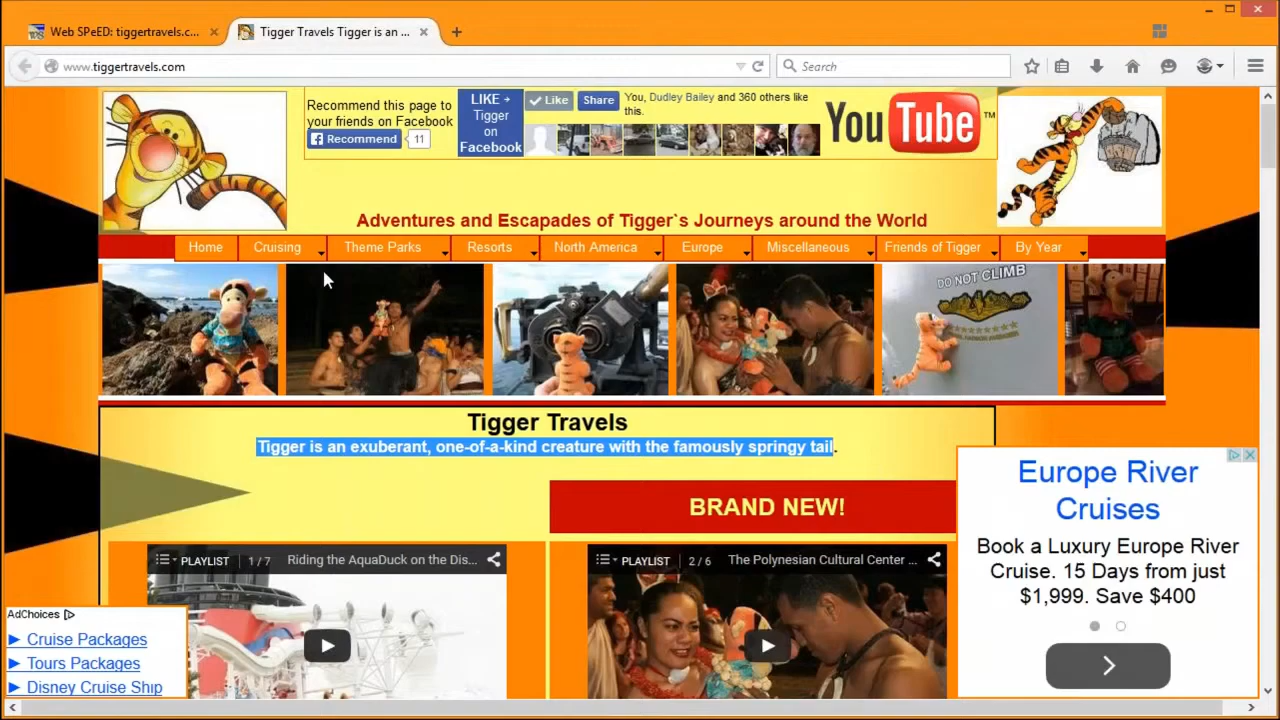 Web SPeED: tiggertravels.c...
Tigger Travels Tigger is an ...
www.tiggertravels.com
Search
Recommend this page to
your friends on Facebook
Recommend 11
LIKE
Tigger
on
Facebook
Like Share
You, Dudley Bailey and 360 others like
this.
YouTube™
Adventures and Escapades of Tigger`s Journeys around the World
Home Cruising Theme Parks Resorts North America Europe Miscellaneous Friends of Tigger By Year
DO NOT CLIMB
Tigger Travels
Tigger is an exuberant, one-of-a-kind creature with the famously springy tail.
BRAND NEW!
PLAYLIST 1/7 Riding the AquaDuck on the Dis...
PLAYLIST 2/6 The Polynesian Cultural Center ...
Europe River
Cruises
Book a Luxury Europe River
Cruise. 15 Days from just
$1,999. Save $400
AdChoices
Cruise Packages
Tours Packages
Disney Cruise Ship